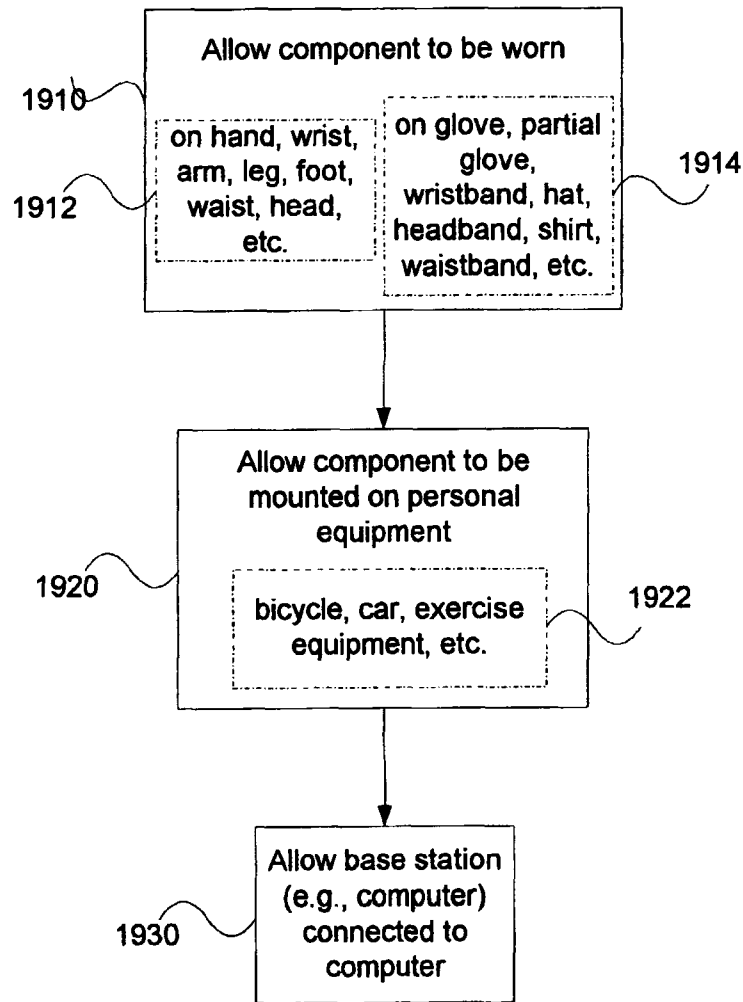 Allow component to be worn
1910
on hand, wrist,
arm, leg, foot,
waist, head,
etc.
1912
on glove, partial
glove,
wristband, hat,
headband, shirt,
waistband, etc.
1914
Allow component to be
mounted on personal
equipment
1920
bicycle, car, exercise
equipment, etc.
1922
Allow base station
(e.g., computer)
connected to
computer
1930